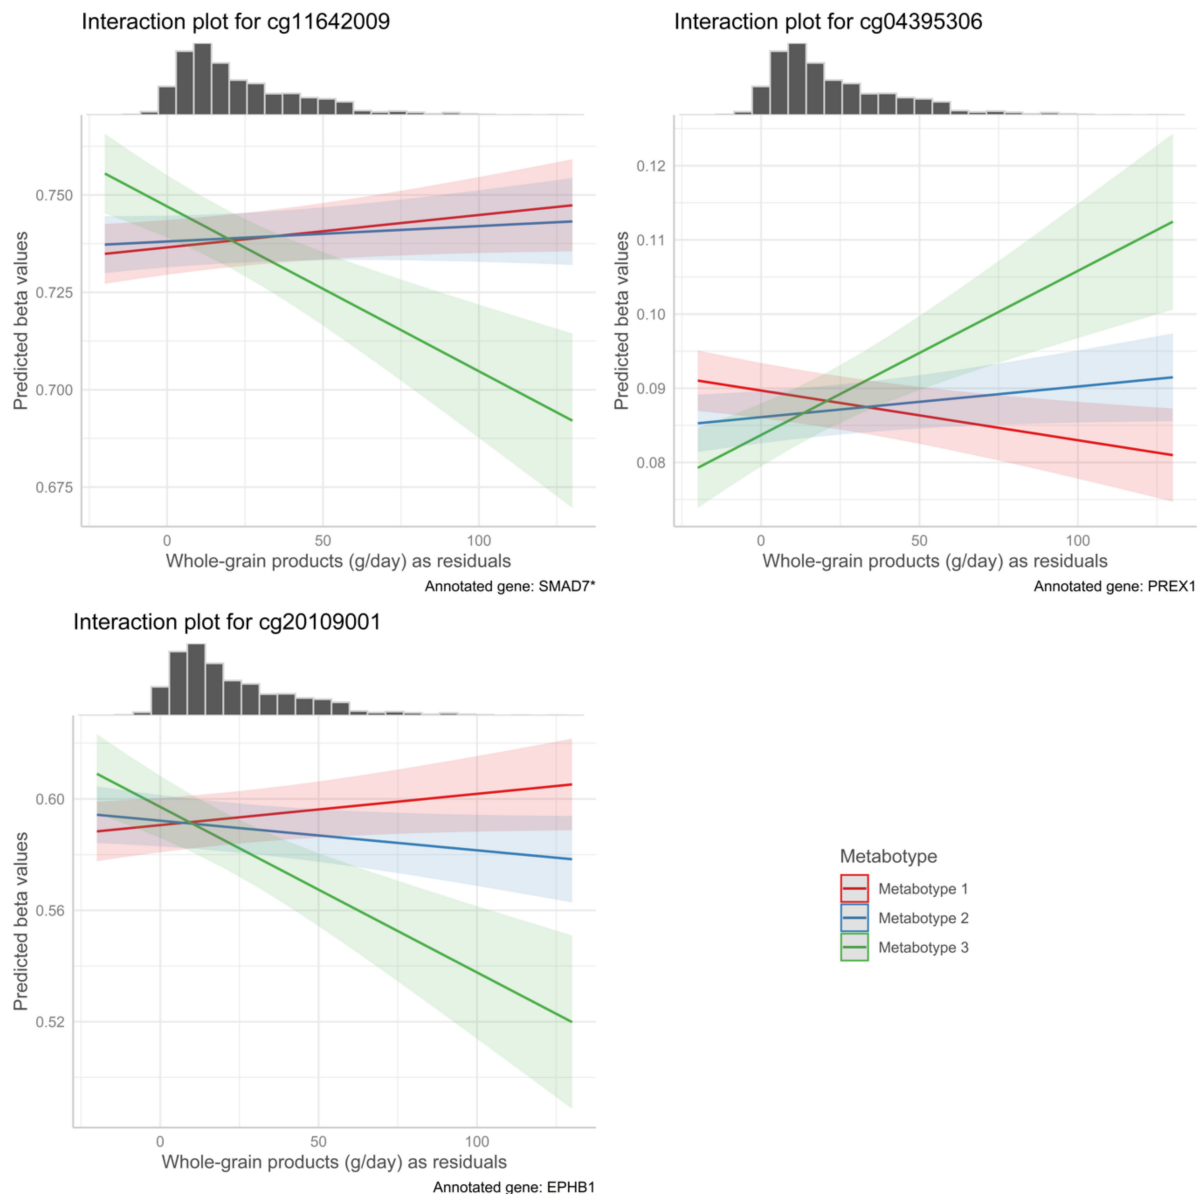 Interaction plot for cg11642009
Predicted beta values
0.750
0.725
0.700
0.675
0
50
100
Whole-grain products (g/day) as residuals
Annotated gene: SMAD7*
Interaction plot for cg04395306
Predicted beta values
0.12
0.11
0.10
0.09
0.08
0
50
100
Whole-grain products (g/day) as residuals
Annotated gene: PREX1
Interaction plot for cg20109001
Predicted beta values
0.60
0.56
0.52
0
50
100
Whole-grain products (g/day) as residuals
Annotated gene: EPHB1
Metabotype
Metabotype 1
Metabotype 2
Metabotype 3